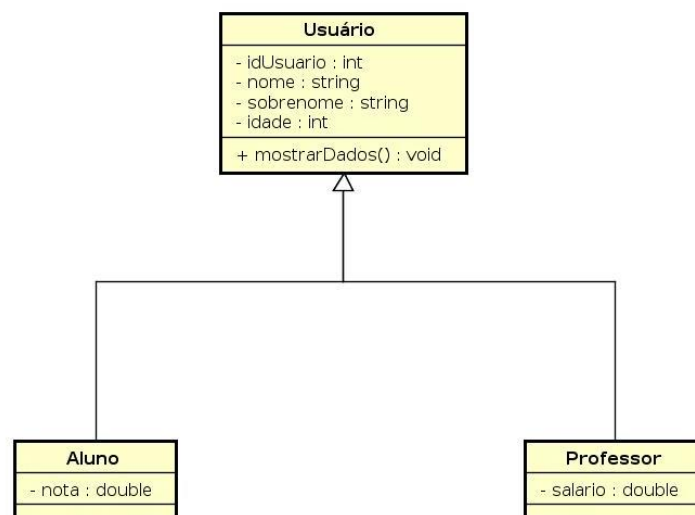 Usuário
- idUsuario : int
- nome : string
- sobrenome : string
- idade : int
+ mostrarDados() : void
Aluno
- nota : double
Professor
- salario : double